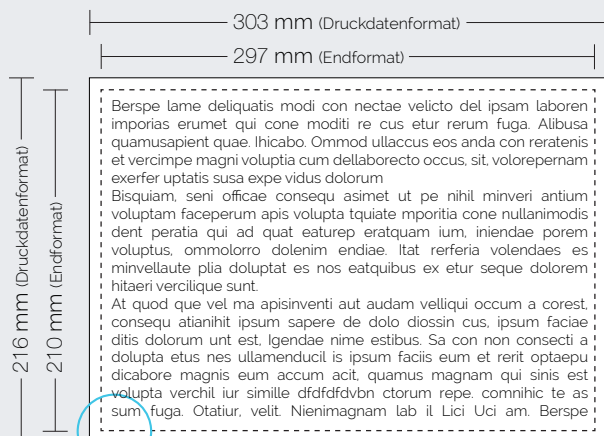 303 mm (Druckdatenformat)
297 mm (Endformat)
216 mm (Druckdatenformat)
210 mm (Endformat)
Berspe lame deliquatis modi con nectae velicto del ipsam laborem
imporias erumet qui cone moditi re cus etur rerum fuga. Alibusa
quamusapient quae. Ihicabo. Ommod ullaccus eos anda con reratenis
et vercimpe magni voluptia cum dellaborecto occus, sit, volorepernam
exerfer uptatis susa expe vidus dolorum
Bisquiam, seni officae consequ asimet ut pe nihil minveri antium
voluptam faceperum apis volupta tquiate mporitia cone nullanimodis
dent peratia qui ad quat eaturep eratquam ium, iniendae porem
voluptus, ommolorro dolenim endiae. Itat rerferia volendaes es
minvellaute plia doluptat es nos eatquibus ex etur seque dolorem
hitaeri vercilique sunt.
At quod que vel ma apisinventi aut audam velliqui occum a corest,
consequ atianihit ipsum sapere de dolo diossin cus, ipsum faciae
ditis dolorum unt est, Igendae nime estibus. Sa con non consecti a
dolupta etus nes ullamenducil is ipsum faciis eum et rerit optaepu
dicabore magnis eum accum acit, quamus magnam qui sinis est
volupta verchil iur simille dfdfdfdvbn ctorum repe. comnihic te as
sum fuga. Otatiur, velit. Nienimagnam lab il Lici Uci am. Berspe